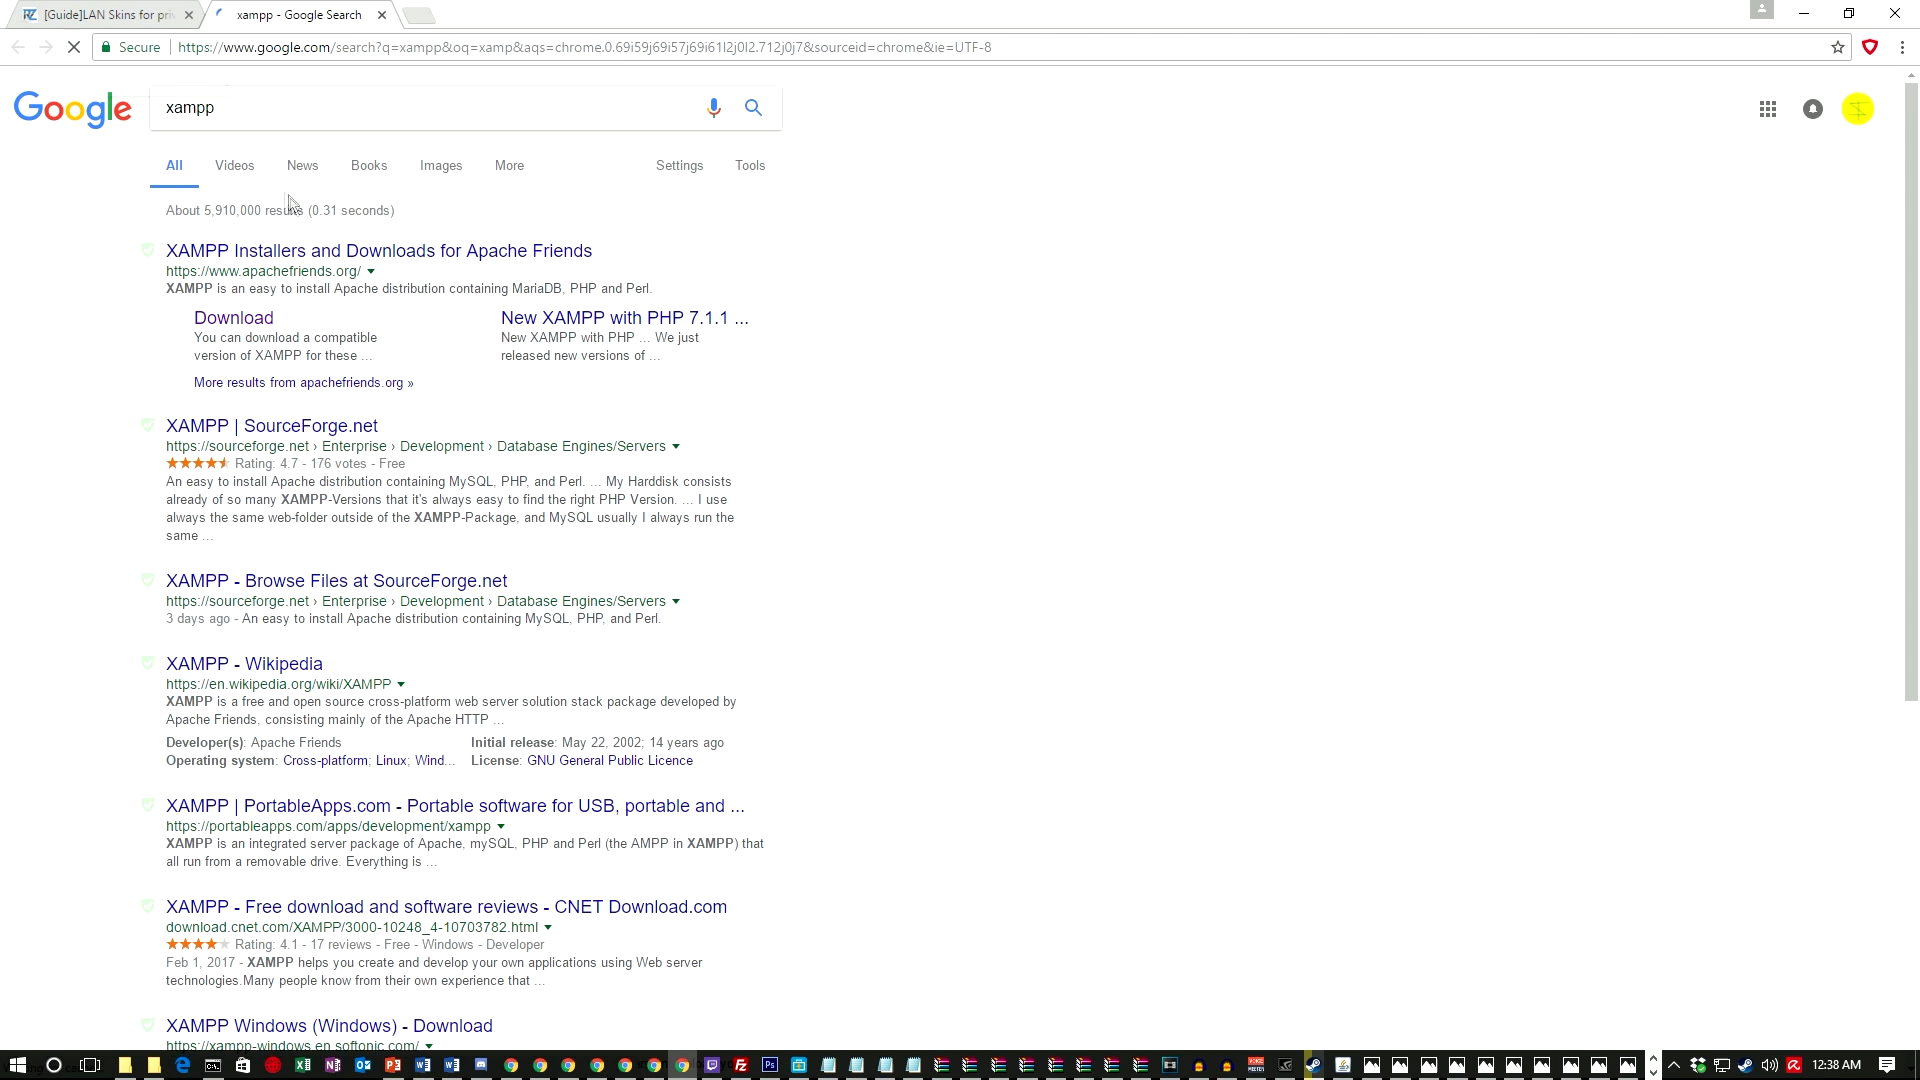 [Guide]LAN Skins for pri
xampp - Google Search
Secure
https://www.google.com/search?q=xampp&oq=xamp&aqs=chrome.0.69i59j69i57j69i61l2j0l2.712j0j7&sourceid=chrome&ie=UTF-8
Google
xampp
All Videos News Books Images More Settings Tools
About 5,910,000 results (0.31 seconds)
XAMPP Installers and Downloads for Apache Friends
https://www.apachefriends.org/
XAMPP is an easy to install Apache distribution containing MariaDB, PHP and Perl.
Download
You can download a compatible
version of XAMPP for these ...
New XAMPP with PHP 7.1.1 ...
New XAMPP with PHP ... We just
released new versions of ...
More results from apachefriends.org »
XAMPP | SourceForge.net
https://sourceforge.net › Enterprise › Development › Database Engines/Servers
Rating: 4.7 - 176 votes - Free
An easy to install Apache distribution containing MySQL, PHP, and Perl. ... My Harddisk consists
already of so many XAMPP-Versions that it's always easy to find the right PHP Version. ... I use
always the same web-folder outside of the XAMPP-Package, and MySQL usually I always run the
same ...
XAMPP - Browse Files at SourceForge.net
https://sourceforge.net › Enterprise › Development › Database Engines/Servers
3 days ago - An easy to install Apache distribution containing MySQL, PHP, and Perl.
XAMPP - Wikipedia
https://en.wikipedia.org/wiki/XAMPP
XAMPP is a free and open source cross-platform web server solution stack package developed by
Apache Friends, consisting mainly of the Apache HTTP ...
Developer(s): Apache Friends Initial release: May 22, 2002; 14 years ago
Operating system: Cross-platform; Linux; Wind... License: GNU General Public Licence
XAMPP | PortableApps.com - Portable software for USB, portable and ...
https://portableapps.com/apps/development/xampp
XAMPP is an integrated server package of Apache, mySQL, PHP and Perl (the AMPP in XAMPP) that
all run from a removable drive. Everything is ...
XAMPP - Free download and software reviews - CNET Download.com
download.cnet.com/XAMPP/3000-10248_4-10703782.html
Rating: 4.1 - 17 reviews - Free - Windows - Developer
Feb 1, 2017 - XAMPP helps you create and develop your own applications using Web server
technologies.Many people know from their own experience that ...
XAMPP Windows (Windows) - Download
https://xampp-windows.en.softonic.com/
12:38 AM